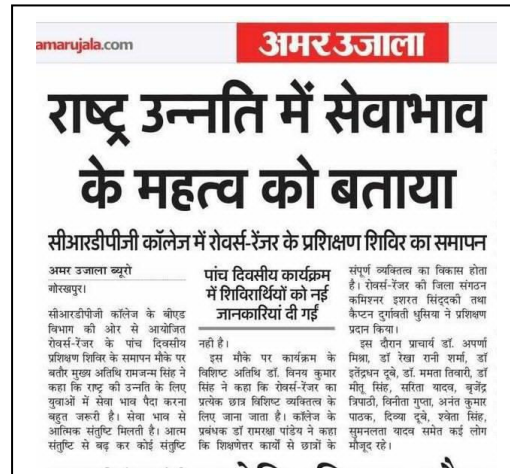 amarujala.com
अमर उजाला
राष्ट्र उन्नति में सेवाभाव
के महत्व को बताया
सीआरडीपीजी कॉलेज में रोवर्स-रेंजर के प्रशिक्षण शिविर का समापन
अमर उजाला ब्यूरो
गोरखपुर।
सीआरडीपीजी कॉलेज के बीएड
विभाग की ओर से आयोजित
रोवर्स-रेंजर के पांच दिवसीय
प्रशिक्षण शिविर के समापन मौके पर
बतौर मुख्य अतिथि रामजन्म सिंह ने
कहा कि राष्ट्र की उन्नति के लिए
युवाओं में सेवा भाव पैदा करना
बहुत जरूरी है। सेवा भाव से
आत्मिक संतुष्टि मिलती है। आत्म
संतुष्टि से बढ़ कर कोई संतुष्टि
पांच दिवसीय कार्यक्रम
में शिविरार्थियों को नई
जानकारियां दी गईं
नही है।
इस मौके पर कार्यक्रम के
विशिष्ट अतिथि डॉ. विनय कुमार
सिंह ने कहा कि रोवर्स-रेंजर का
प्रत्येक छात्र विशिष्ट व्यक्तित्व के
लिए जाना जाता है। कॉलेज के
प्रबंधक डॉ रामरक्षा पांडेय ने कहा
कि शिक्षणेत्तर कार्यो से छात्रों के
संपूर्ण व्यक्तित्व का विकास होता
है। रोवर्स-रेंजर की जिला संगठन
कमिश्नर इशरत सिद्दकी तथा
कैप्टन दुर्गावती धुसिया ने प्रशिक्षण
प्रदान किया।
इस दौरान प्राचार्य डॉ. अपर्णा
मिश्रा, डॉ रेखा रानी शर्मा, डॉ
इतेंद्रधन दूबे, डॉ. ममता तिवारी, डॉ
मीतू सिंह, सरिता यादव, बृजेंद्र
त्रिपाठी, विनीता गुप्ता, अनंत कुमार
पाठक, दिव्या दूबे, श्वेता सिंह,
सुमनलता यादव समेत कई लोग
मौजूद रहे।